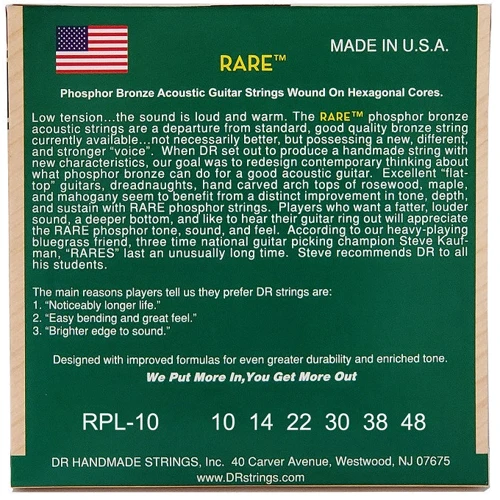 MADE IN U.S.A.
RARE™
Phosphor Bronze Acoustic Guitar Strings Wound On Hexagonal Cores.
Low tension...the sound is loud and warm. The RARE™ phosphor bronze
acoustic strings are a departure from standard, good quality bronze string
currently available...not necessarily better, but possessing a new, different,
and stronger “voice”. When DR set out to produce a handmade string with
new characteristics, our goal was to redesign contemporary thinking about
what phosphor bronze can do for a good acoustic guitar. Excellent “flat-
top” guitars, dreadnaughts, hand carved arch tops of rosewood, maple,
and mahogany seem to benefit from a distinct improvement in tone, depth,
and sustain with RARE phosphor strings. Players who want a fatter, louder
sound, a deeper bottom, and like to hear their guitar ring out will appreciate
the RARE phosphor tone, sound, and feel. According to our heavy-playing
bluegrass friend, three time national guitar picking champion Steve Kauf-
man, “RARES” last an unusually long time. Steve recommends DR to all
his students.
The main reasons players tell us they prefer DR strings are:
1. “Noticeably longer life.”
2. “Easy bending and great feel.”
3. “Brighter edge to sound.”
Designed with improved formulas for even greater durability and enriched tone.
We Put More In,You Get More Out
RPL-10 10 14 22 30 38 48
DR HANDMADE STRINGS, Inc. 40 Carver Avenue, Westwood, NJ 07675
www.DRstrings.com